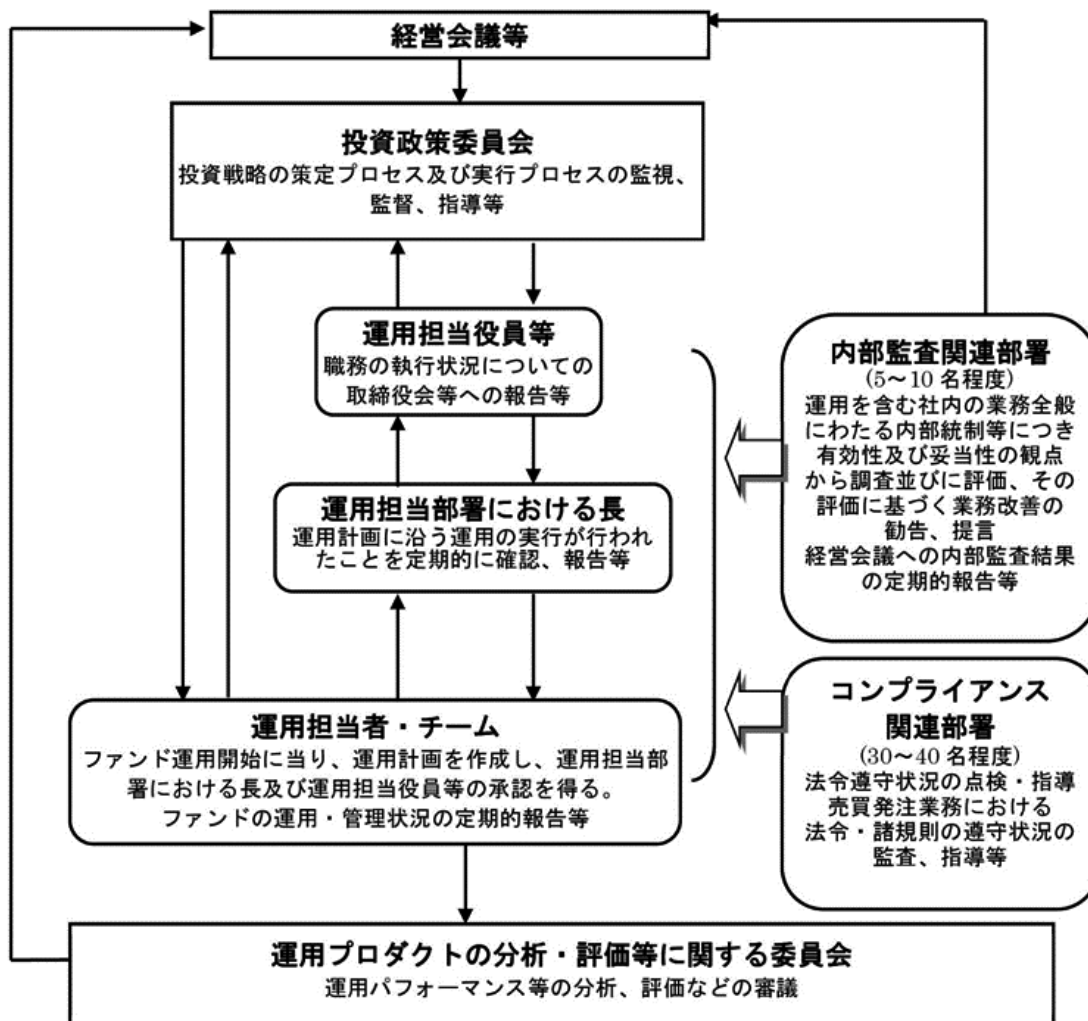 経営会議等
投資政策委員会
投資戦略の策定プロセス及び実行プロセスの監視、
監督、指導等
運用担当役員等
職務の執行状況についての
取締役会等への報告等
運用担当部署における長
運用計画に沿う運用の実行が行われ
たことを定期的に確認、報告等
運用担当者・チーム
ファンド運用開始に当り、運用計画を作成し、運用担当部
署における長及び運用担当役員等の承認を得る。
ファンドの運用・管理状況の定期的報告等
内部監査関連部署
(5～10 名程度)
運用を含む社内の業務全般
にわたる内部統制等につき
有効性及び妥当性の観点
から調査並びに評価、その
評価に基づく業務改善の
勧告、提言
経営会議への内部監査結果
の定期的報告等
コンプライアンス
関連部署
(30～40 名程度)
法令遵守状況の点検・指導
売買発注業務における
法令・諸規則の遵守状況の
監査、指導等
運用プロダクトの分析・評価等に関する委員会
運用パフォーマンス等の分析、評価などの審議